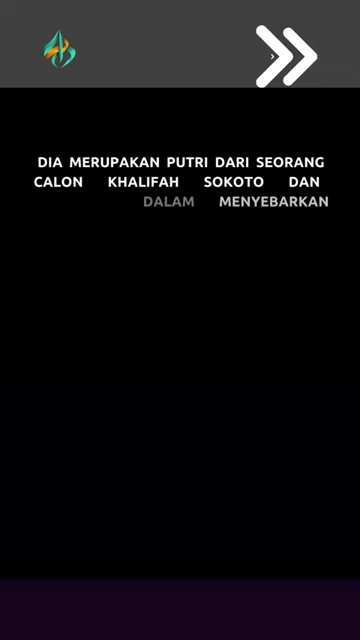 DIA MERUPAKAN PUTRI DARI SEORANG
CALON KHALIFAH SOKOTO DAN
DALAM MENYEBARKAN